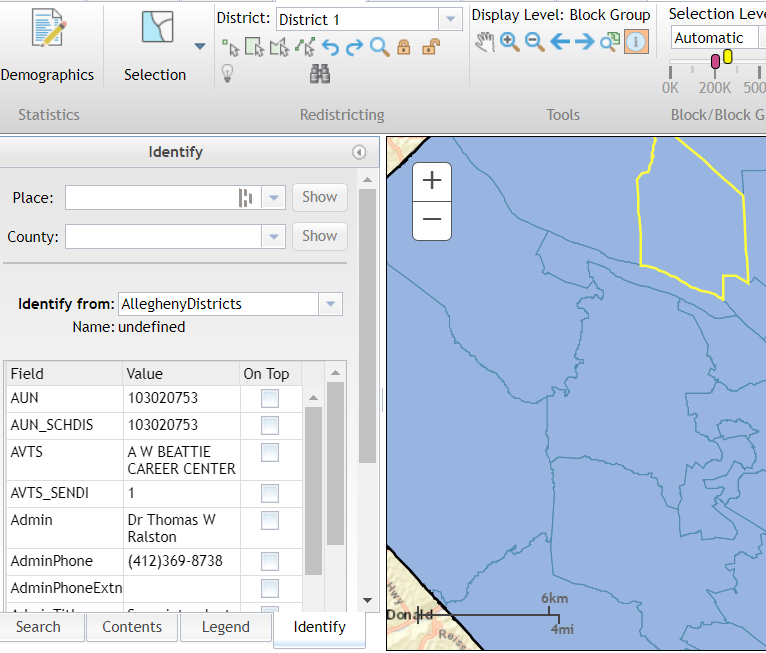 District: District 1
Display Level: Block Group
Selection Leve
Automatic
Demographics
Selection
0K 200K 500
Statistics
Redistricting
Tools
Block/Block G
Identify
Place: Show
County: Show
Identify from: AlleghenyDistricts
Name: undefined
Field Value On Top
AUN 103020753
AUN_SCHDIS 103020753
AVTS A W BEATTIE
CAREER CENTER
AVTS_SENDI 1
Admin Dr Thomas W
Ralston
AdminPhone (412)369-8738
AdminPhoneExtn
Search Contents Legend Identify
+
−
Hwy
6km
Donald
4mi
Reiss